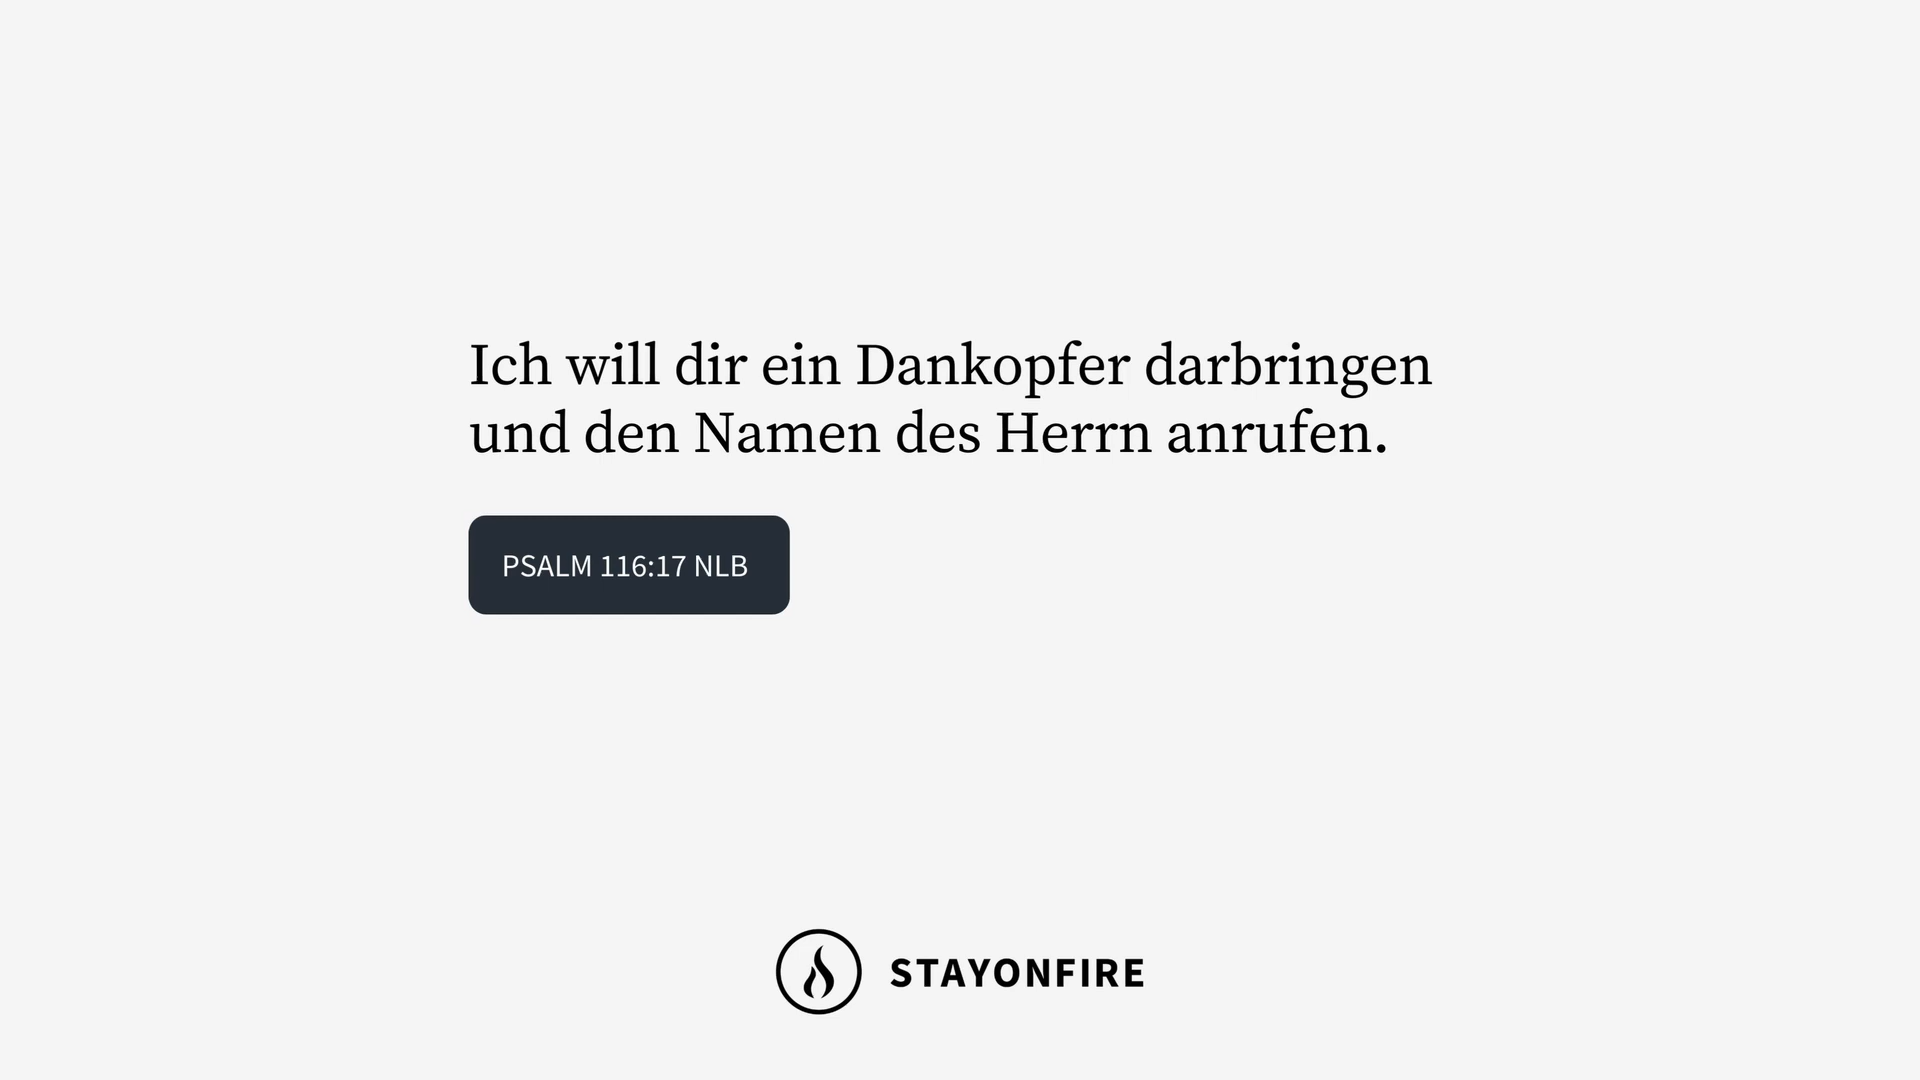 Ich will dir ein Dankopfer darbringen
und den Namen des Herrn anrufen.
PSALM 116:17 NLB
STAYONFIRE